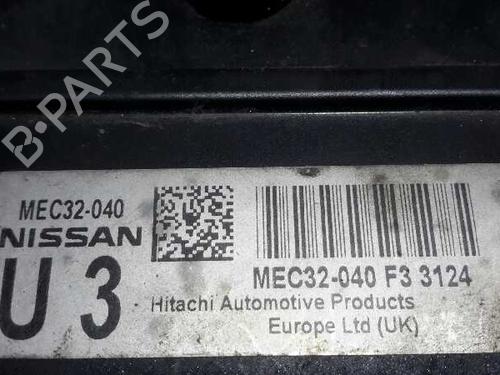 B-PARTS
MEC32-040
NISSAN
U 3
MEC32-040 F3 3124
Hitachi Automotive Products
Europe Ltd (UK)